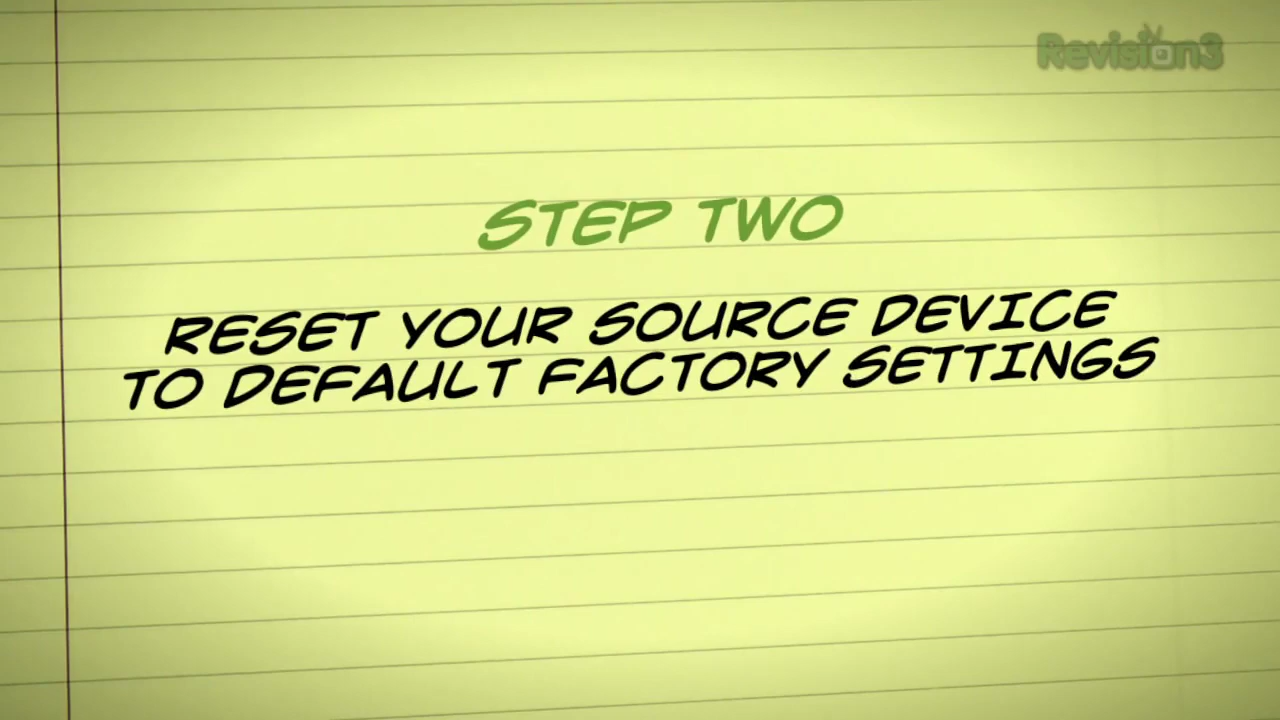 Revision3
STEP TWO
RESET YOUR SOURCE DEVICE
TO DEFAULT FACTORY SETTINGS